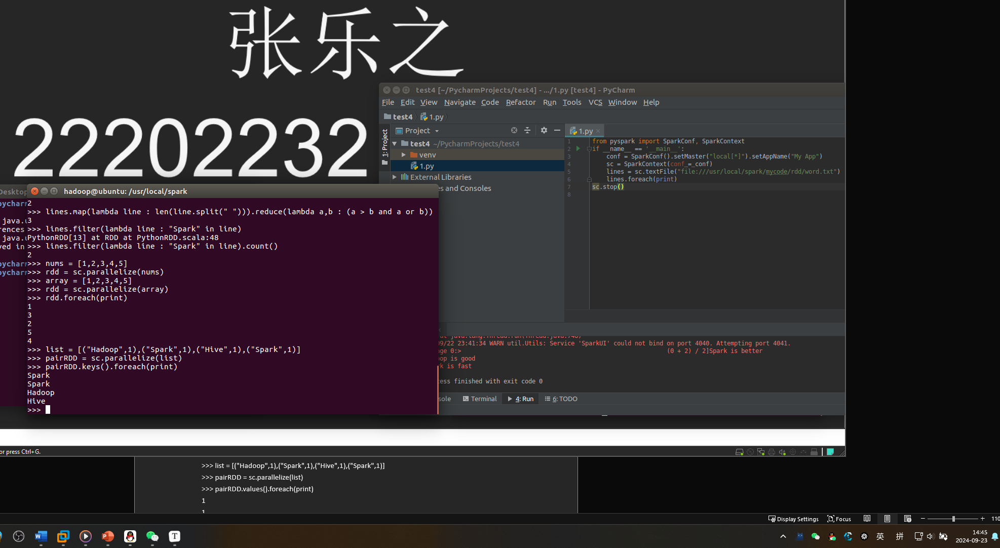 张乐之
22202232
test4 [~/PycharmProjects/test4] - .../1.py [test4] - PyCharm
File Edit View Navigate Code Refactor Run Tools VCS Window Help
test4 1.py
1: Project
Project
test4 ~/PycharmProjects/test4
venv
1.py
External Libraries
es and Consoles
1.py
1 from pyspark import SparkConf, SparkContext
2 if __name__ == '__main__':
3 conf = SparkConf().setMaster("local[*]").setAppName("My App")
4 sc = SparkContext(conf = conf)
5 lines = sc.textFile("file:///usr/local/spark/mycode/rdd/word.txt")
6 lines.foreach(print)
7 sc.stop()
8
09/22 23:41:34 WARN util.Utils: Service 'SparkUI' could not bind on port 4040. Attempting port 4041.
ge 0:> (0 + 2) / 2]Spark is better
oop is good
rk is fast
ess finished with exit code 0
ole Terminal 4: Run 6: TODO
Desktop
pycharm
java.u
rences
java.u
ved in
pycharm
pycharm
hadoop@ubuntu: /usr/local/spark
2
>>> lines.map(lambda line : len(line.split(" "))).reduce(lambda a,b : (a > b and a or b))
3
>>> lines.filter(lambda line : "Spark" in line)
PythonRDD[13] at RDD at PythonRDD.scala:48
>>> lines.filter(lambda line : "Spark" in line).count()
2
>>> nums = [1,2,3,4,5]
>>> rdd = sc.parallelize(nums)
>>> array = [1,2,3,4,5]
>>> rdd = sc.parallelize(array)
>>> rdd.foreach(print)
1
3
2
5
4
>>> list = [("Hadoop",1),("Spark",1),("Hive",1),("Spark",1)]
>>> pairRDD = sc.parallelize(list)
>>> pairRDD.keys().foreach(print)
Spark
Spark
Hadoop
Hive
>>>
or press Ctrl+G.
>>> list = [("Hadoop",1),("Spark",1),("Hive",1),("Spark",1)]
>>> pairRDD = sc.parallelize(list)
>>> pairRDD.values().foreach(print)
1
1
Display Settings Focus 110
英 拼
14:45
2024-09-23